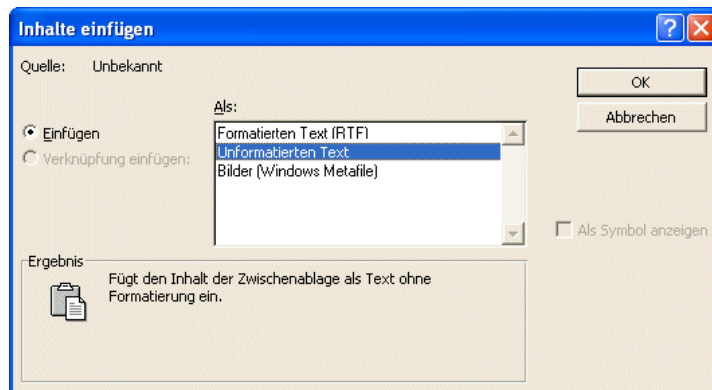 Inhalte einfügen
Quelle: Unbekannt
Als:
Einfügen
Verknüpfung einfügen:
Formatierten Text (RTF)
Unformatierten Text
Bilder (Windows Metafile)
OK
Abbrechen
Als Symbol anzeigen
Ergebnis
Fügt den Inhalt der Zwischenablage als Text ohne
Formatierung ein.